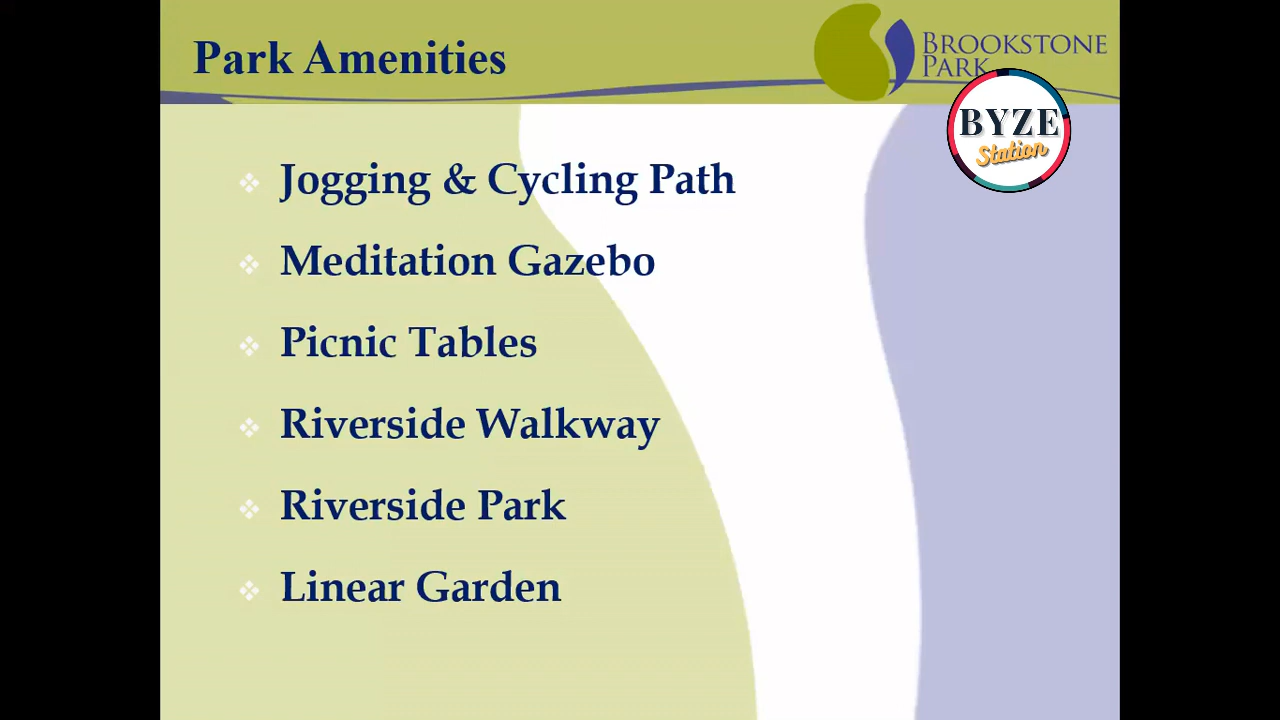 Park Amenities
BROOKSTONE
PARK
BYZE
Station
Jogging & Cycling Path
Meditation Gazebo
Picnic Tables
Riverside Walkway
Riverside Park
Linear Garden